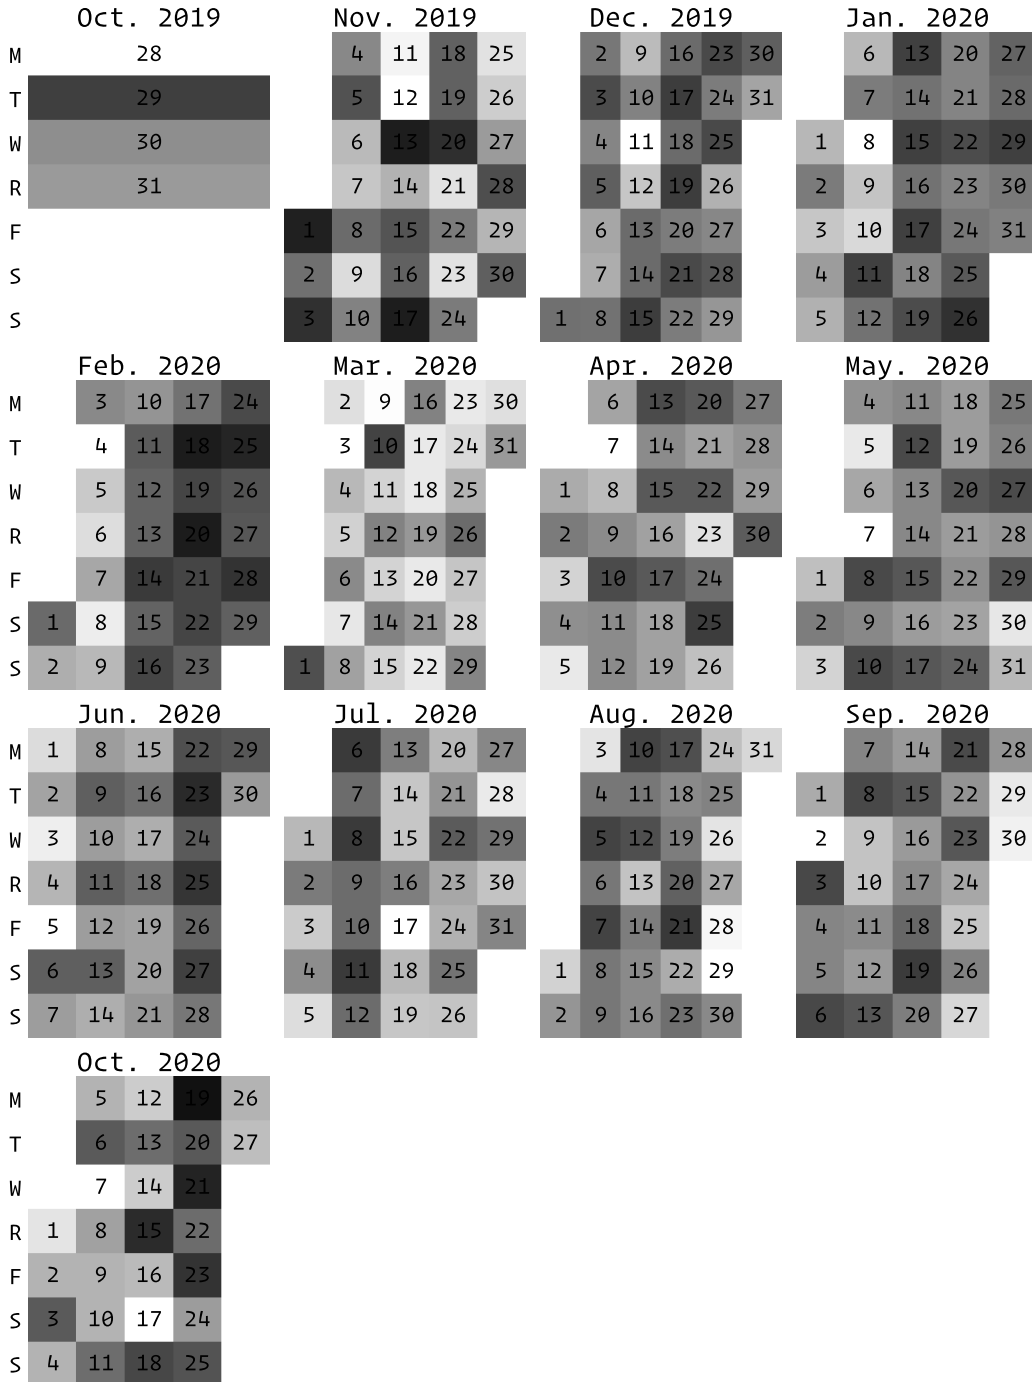 Oct. 2019 Nov. 2019 Dec. 2019 Jan. 2020
M 28 4 11 18 25 2 9 16 23 30 6 13 20 27
T 29 5 12 19 26 3 10 17 24 31 7 14 21 28
W 30 6 13 20 27 4 11 18 25 1 8 15 22 29
R 31 7 14 21 28 5 12 19 26 2 9 16 23 30
F 1 8 15 22 29 6 13 20 27 3 10 17 24 31
S 2 9 16 23 30 7 14 21 28 4 11 18 25
S 3 10 17 24 1 8 15 22 29 5 12 19 26
Feb. 2020 Mar. 2020 Apr. 2020 May. 2020
M 3 10 17 24 2 9 16 23 30 6 13 20 27 4 11 18 25
T 4 11 18 25 3 10 17 24 31 7 14 21 28 5 12 19 26
W 5 12 19 26 4 11 18 25 1 8 15 22 29 6 13 20 27
R 6 13 20 27 5 12 19 26 2 9 16 23 30 7 14 21 28
F 7 14 21 28 6 13 20 27 3 10 17 24 1 8 15 22 29
S 1 8 15 22 29 7 14 21 28 4 11 18 25 2 9 16 23 30
S 2 9 16 23 1 8 15 22 29 5 12 19 26 3 10 17 24 31
Jun. 2020 Jul. 2020 Aug. 2020 Sep. 2020
M 1 8 15 22 29 6 13 20 27 3 10 17 24 31 7 14 21 28
T 2 9 16 23 30 7 14 21 28 4 11 18 25 1 8 15 22 29
W 3 10 17 24 1 8 15 22 29 5 12 19 26 2 9 16 23 30
R 4 11 18 25 2 9 16 23 30 6 13 20 27 3 10 17 24
F 5 12 19 26 3 10 17 24 31 7 14 21 28 4 11 18 25
S 6 13 20 27 4 11 18 25 1 8 15 22 29 5 12 19 26
S 7 14 21 28 5 12 19 26 2 9 16 23 30 6 13 20 27
Oct. 2020
M 5 12 19 26
T 6 13 20 27
W 7 14 21
R 1 8 15 22
F 2 9 16 23
S 3 10 17 24
S 4 11 18 25